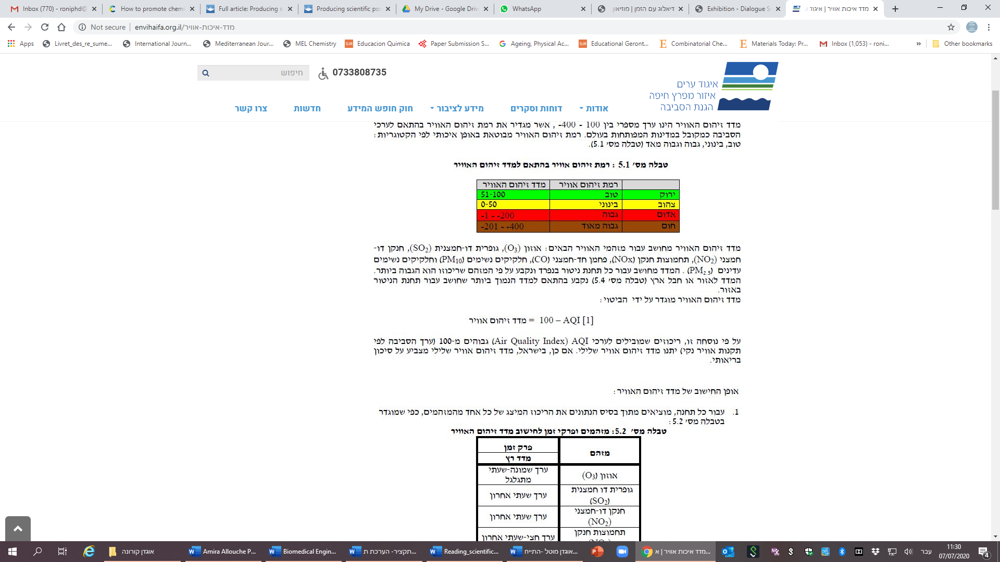 Inbox (770) - roniphd@
How to promote chemi
Full article: Producing s
Producing scientific pos
My Drive - Google Driv
WhatsApp
דיאלוג עם הזמן | מוזיאון
Exhibition - Dialogue S
מדד איכות אוויר | איגוד ע
Not secure | envihaifa.org.il/מדד-איכות-אוויר
Apps
Livret_des_re_sume...
International Journ...
Mediterranean Jour...
MEL Chemistry
Educacion Quimica
Paper Submission S...
Ageing, Physical Ac...
Educational Geront...
Combinatorial Che...
Materials Today: Pr...
Inbox (1,053) - roni...
» Other bookmarks
חיפוש
0733808735
איגוד ערים
איזור מפרץ חיפה
הגנת הסביבה
אודות
דוחות וסקרים
מידע לציבור
חוק חופש המידע
חדשות
צרו קשר
מדד זיהום האוויר הינו ערך מספרי בין 100 - 400- , אשר מגדיר את רמת זיהום האוויר בהתאם לערכי
הסביבה כמקובל במדינות המפותחות בעולם. רמת זיהום האוויר מבוטאת באופן איכותי לפי הקטגוריות:
טוב, בינוני, גבוה וגבוה מאד (טבלה מס' 5.1).
טבלה מס' 5.1 : רמת זיהום אוויר בהתאם למדד זיהום האוויר
רמת זיהום אוויר מדד זיהום האוויר
ירוק טוב 51-100
צהוב בינוני 0-50
אדום גבוה -1 - -200
חום גבוה מאוד -201 - -400
מדד זיהום האוויר מחושב עבור מזהמי האוויר הבאים: אוזון (O3), גופרית דו-חמצנית (SO2), חנקן דו-
חמצני (NO2), תחמוצות חנקן (NOx), פחמן חד-חמצני (CO), חלקיקים נשימים (PM10) וחלקיקים נשימים
עדינים (PM2.5) . המדד מחושב עבור כל תחנת ניטור בנפרד ונקבע על פי המזהם שריכוזו הוא הגבוה ביותר.
המדד לאזור או חבל ארץ (טבלה מס' 5.4) נקבע בהתאם למדד הנמוך ביותר שחושב עבור תחנת הניטור
באזור.
מדד זיהום האוויר מוגדר על ידי הביטוי:
מדד זיהום אוויר = 100 – AQI [1]
על פי נוסחה זו, ריכוזים שמובילים לערכי AQI (Air Quality Index) גבוהים מ-100 (ערך הסביבה לפי
תקנות אוויר נקי) יתנו מדד זיהום אוויר שלילי. אם כן, בישראל, מדד זיהום אוויר שלילי מצביע על סיכון
בריאותי.
אופן החישוב של מדד זיהום האוויר:
1. עבור כל תחנה, מוציאים מתוך בסיס הנתונים את הריכוז המיצג של כל אחד מהמזהמים, כפי שמוגדר
בטבלה מס' 5.2:
טבלה מס' 5.2: מזהמים ופרקי זמן לחישוב מדד זיהום האוויר
מזהם
פרק זמן
מדד רץ
אוזון (O3)
ערך שמונה-שעתי
מתגלגל
גופרית דו חמצנית
(SO2)
ערך שעתי אחרון
חנקן דו-חמצני
(NO2)
ערך שעתי אחרון
תחמוצות חנקן
ערך חצי-שעתי אחרון
אוגדן קורונה
Amira Allouche P...
Biomedical Engin...
תקציר- הערכת ת...
Reading_scientific...
אוגדן מוטל -התייח...
מדד איכות אוויר | א...
עבר
11:30
07/07/2020
4